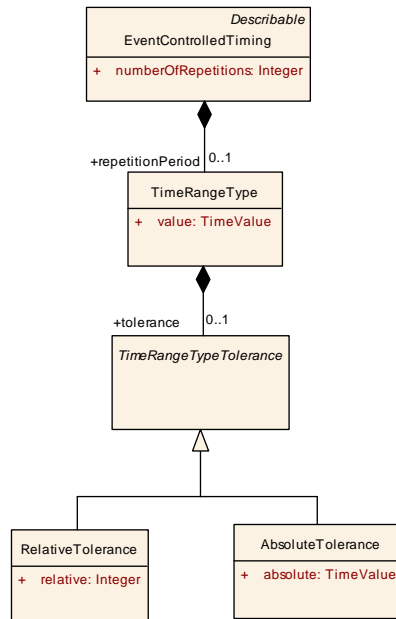 Describable
EventControlledTiming
+ numberOfRepetitions: Integer
+repetitionPeriod 0..1
TimeRangeType
+ value: TimeValue
+tolerance 0..1
TimeRangeTypeTolerance
RelativeTolerance
+ relative: Integer
AbsoluteTolerance
+ absolute: TimeValue